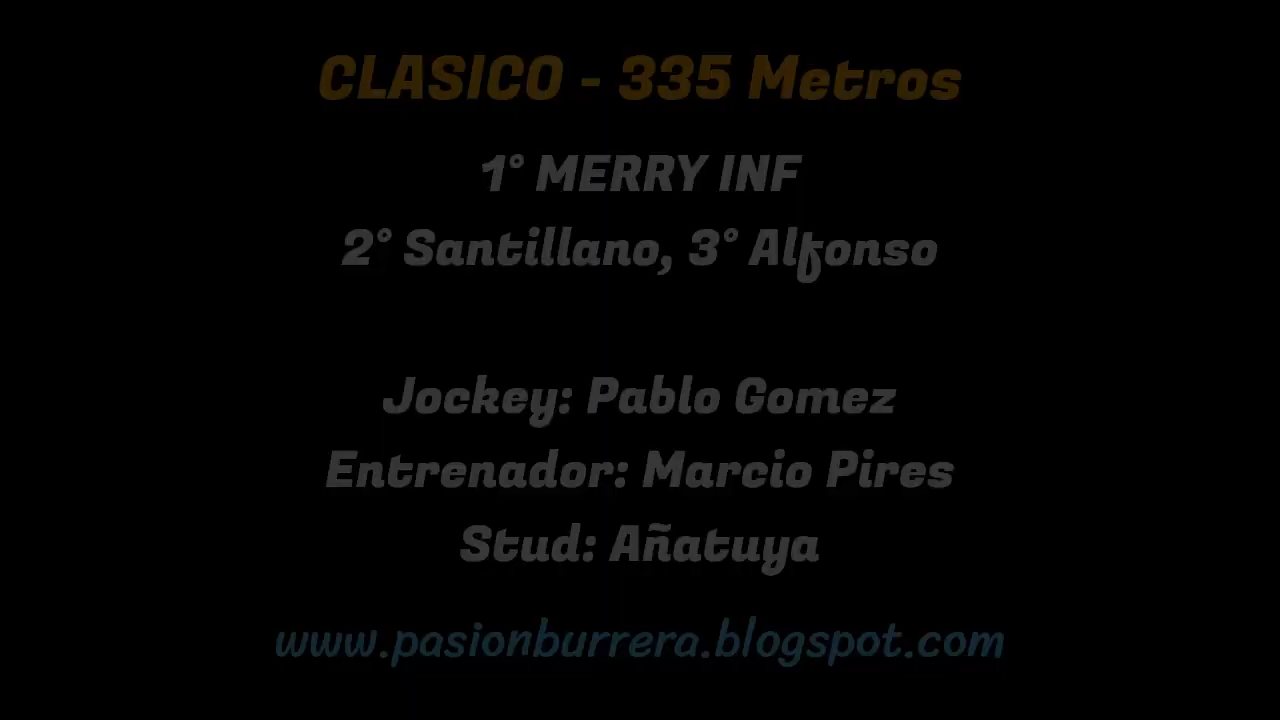 CLASICO - 335 Metros
1° MERRY INF
2° Santillano, 3° Alfonso
Jockey: Pablo Gomez
Entrenador: Marcio Pires
Stud: Añatuya
www.pasionburrera.blogspot.com